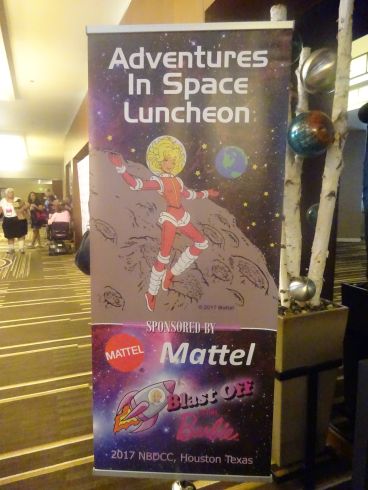 Adventures
In Space
Luncheon
© 2017 Mattel
SPONSORED BY
MATTEL
Mattel
Blast Off
Barbie
2017 NBDCC, Houston Texas